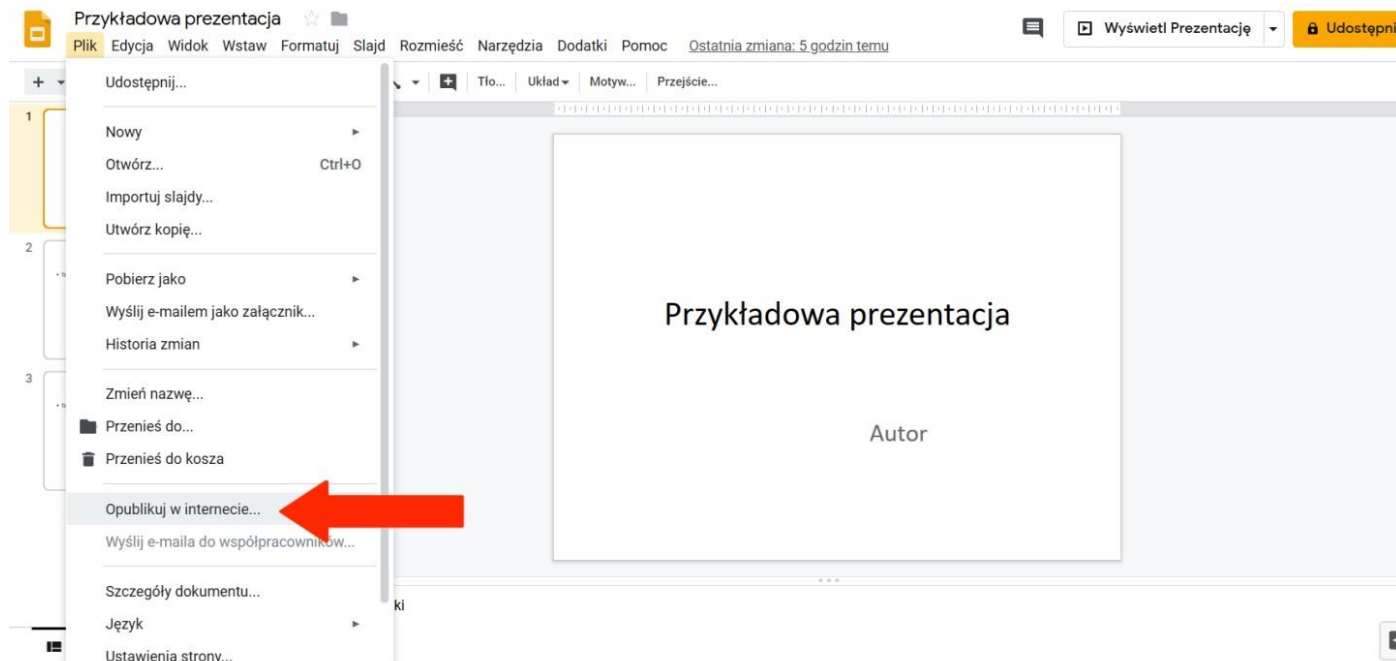 Przykładowa prezentacja
Plik Edycja Widok Wstaw Formatuj Slajd Rozmieść Narzędzia Dodatki Pomoc Ostatnia zmiana: 5 godzin temu
Wyświetl Prezentację
Udostępni
Tło... Układ Motyw... Przejście...
Udostępnij...
Nowy
Otwórz... Ctrl+O
Importuj slajdy...
Utwórz kopię...
Pobierz jako
Wyślij e-mailem jako załącznik...
Historia zmian
Zmień nazwę...
Przenieś do...
Przenieś do kosza
Opublikuj w internecie...
Wyślij e-maila do współpracowników...
Szczegóły dokumentu...
Język
Ustawienia strony...
1
2
3
Przykładowa prezentacja
Autor
ki